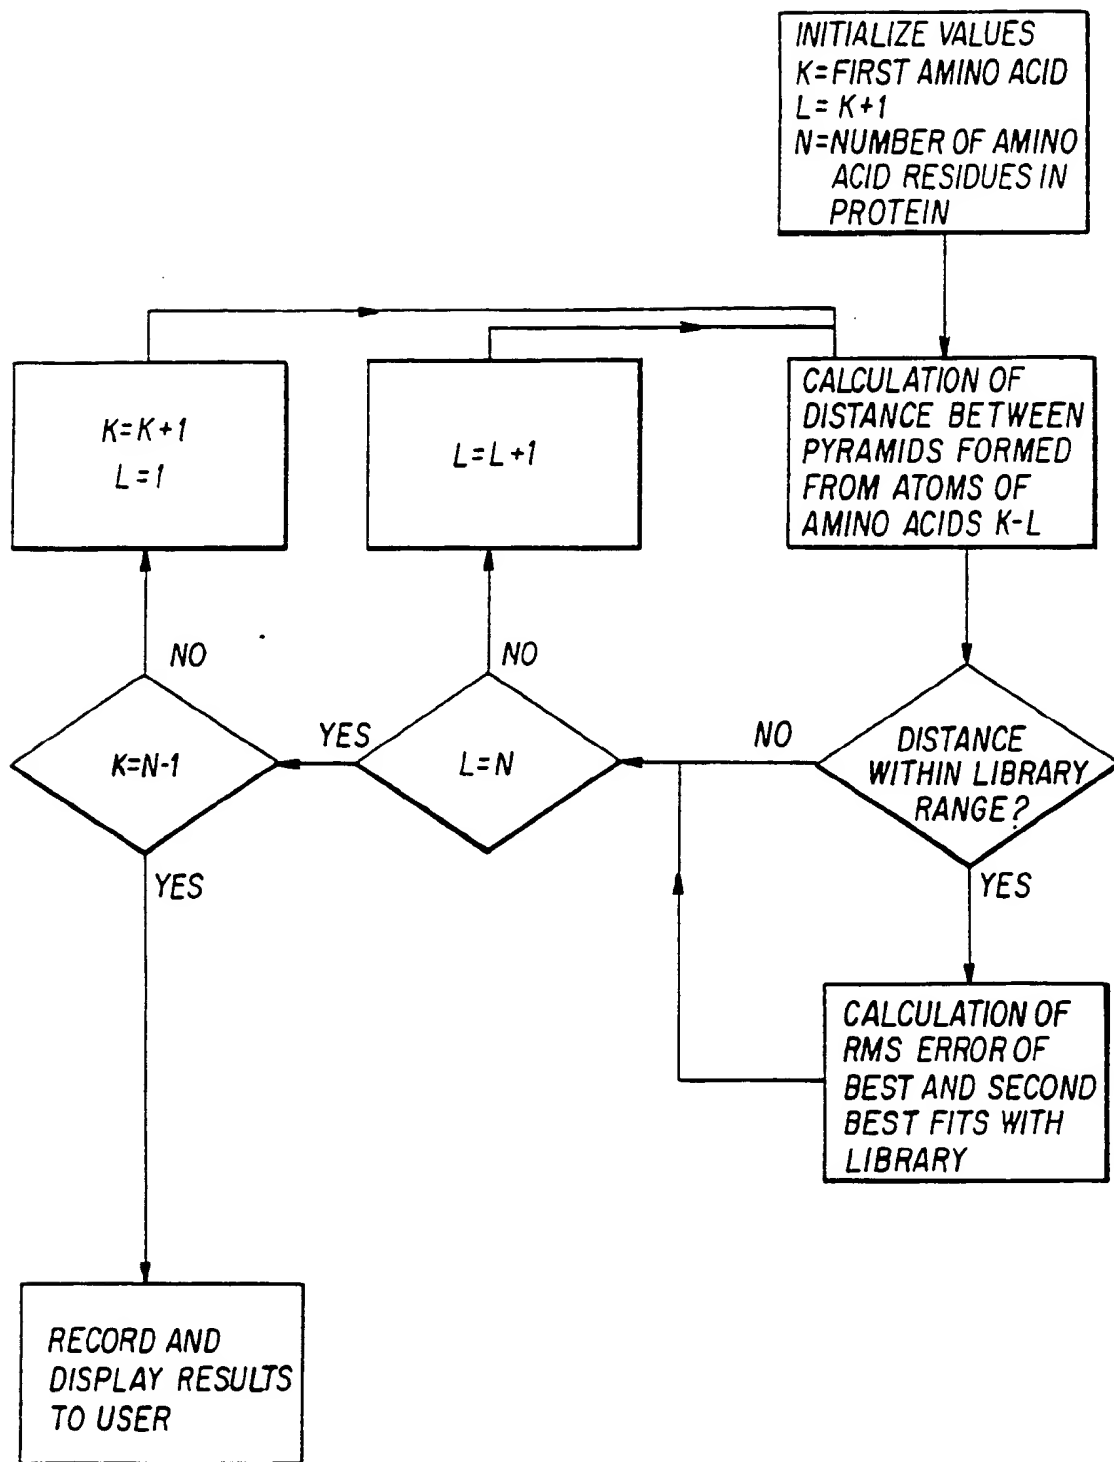 INITIALIZE VALUES
K=FIRST AMINO ACID
L=K+1
N=NUMBER OF AMINO
ACID RESIDUES IN
PROTEIN
K=K+1
L=1
L=L+1
CALCULATION OF
DISTANCE BETWEEN
PYRAMIDS FORMED
FROM ATOMS OF
AMINO ACIDS K-L
NO
NO
K=N-1
YES
L=N
NO
DISTANCE
WITHIN LIBRARY
RANGE?
YES
YES
CALCULATION OF
RMS ERROR OF
BEST AND SECOND
BEST FITS WITH
LIBRARY
RECORD AND
DISPLAY RESULTS
TO USER